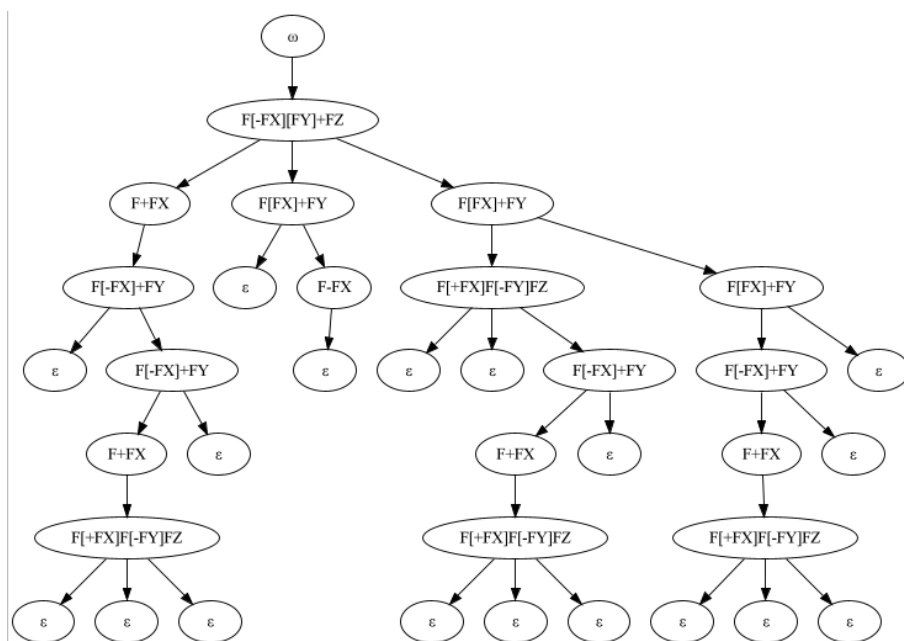 ω
F[-FX][FY]+FZ
F+FX F[FX]+FY F[FX]+FY
F[-FX]+FY ε F-FX F[+FX]F[-FY]FZ F[FX]+FY
ε F[-FX]+FY ε ε ε F[-FX]+FY F[-FX]+FY ε
F+FX ε F+FX ε F+FX ε
F[+FX]F[-FY]FZ F[+FX]F[-FY]FZ F[+FX]F[-FY]FZ
ε ε ε ε ε ε ε ε ε